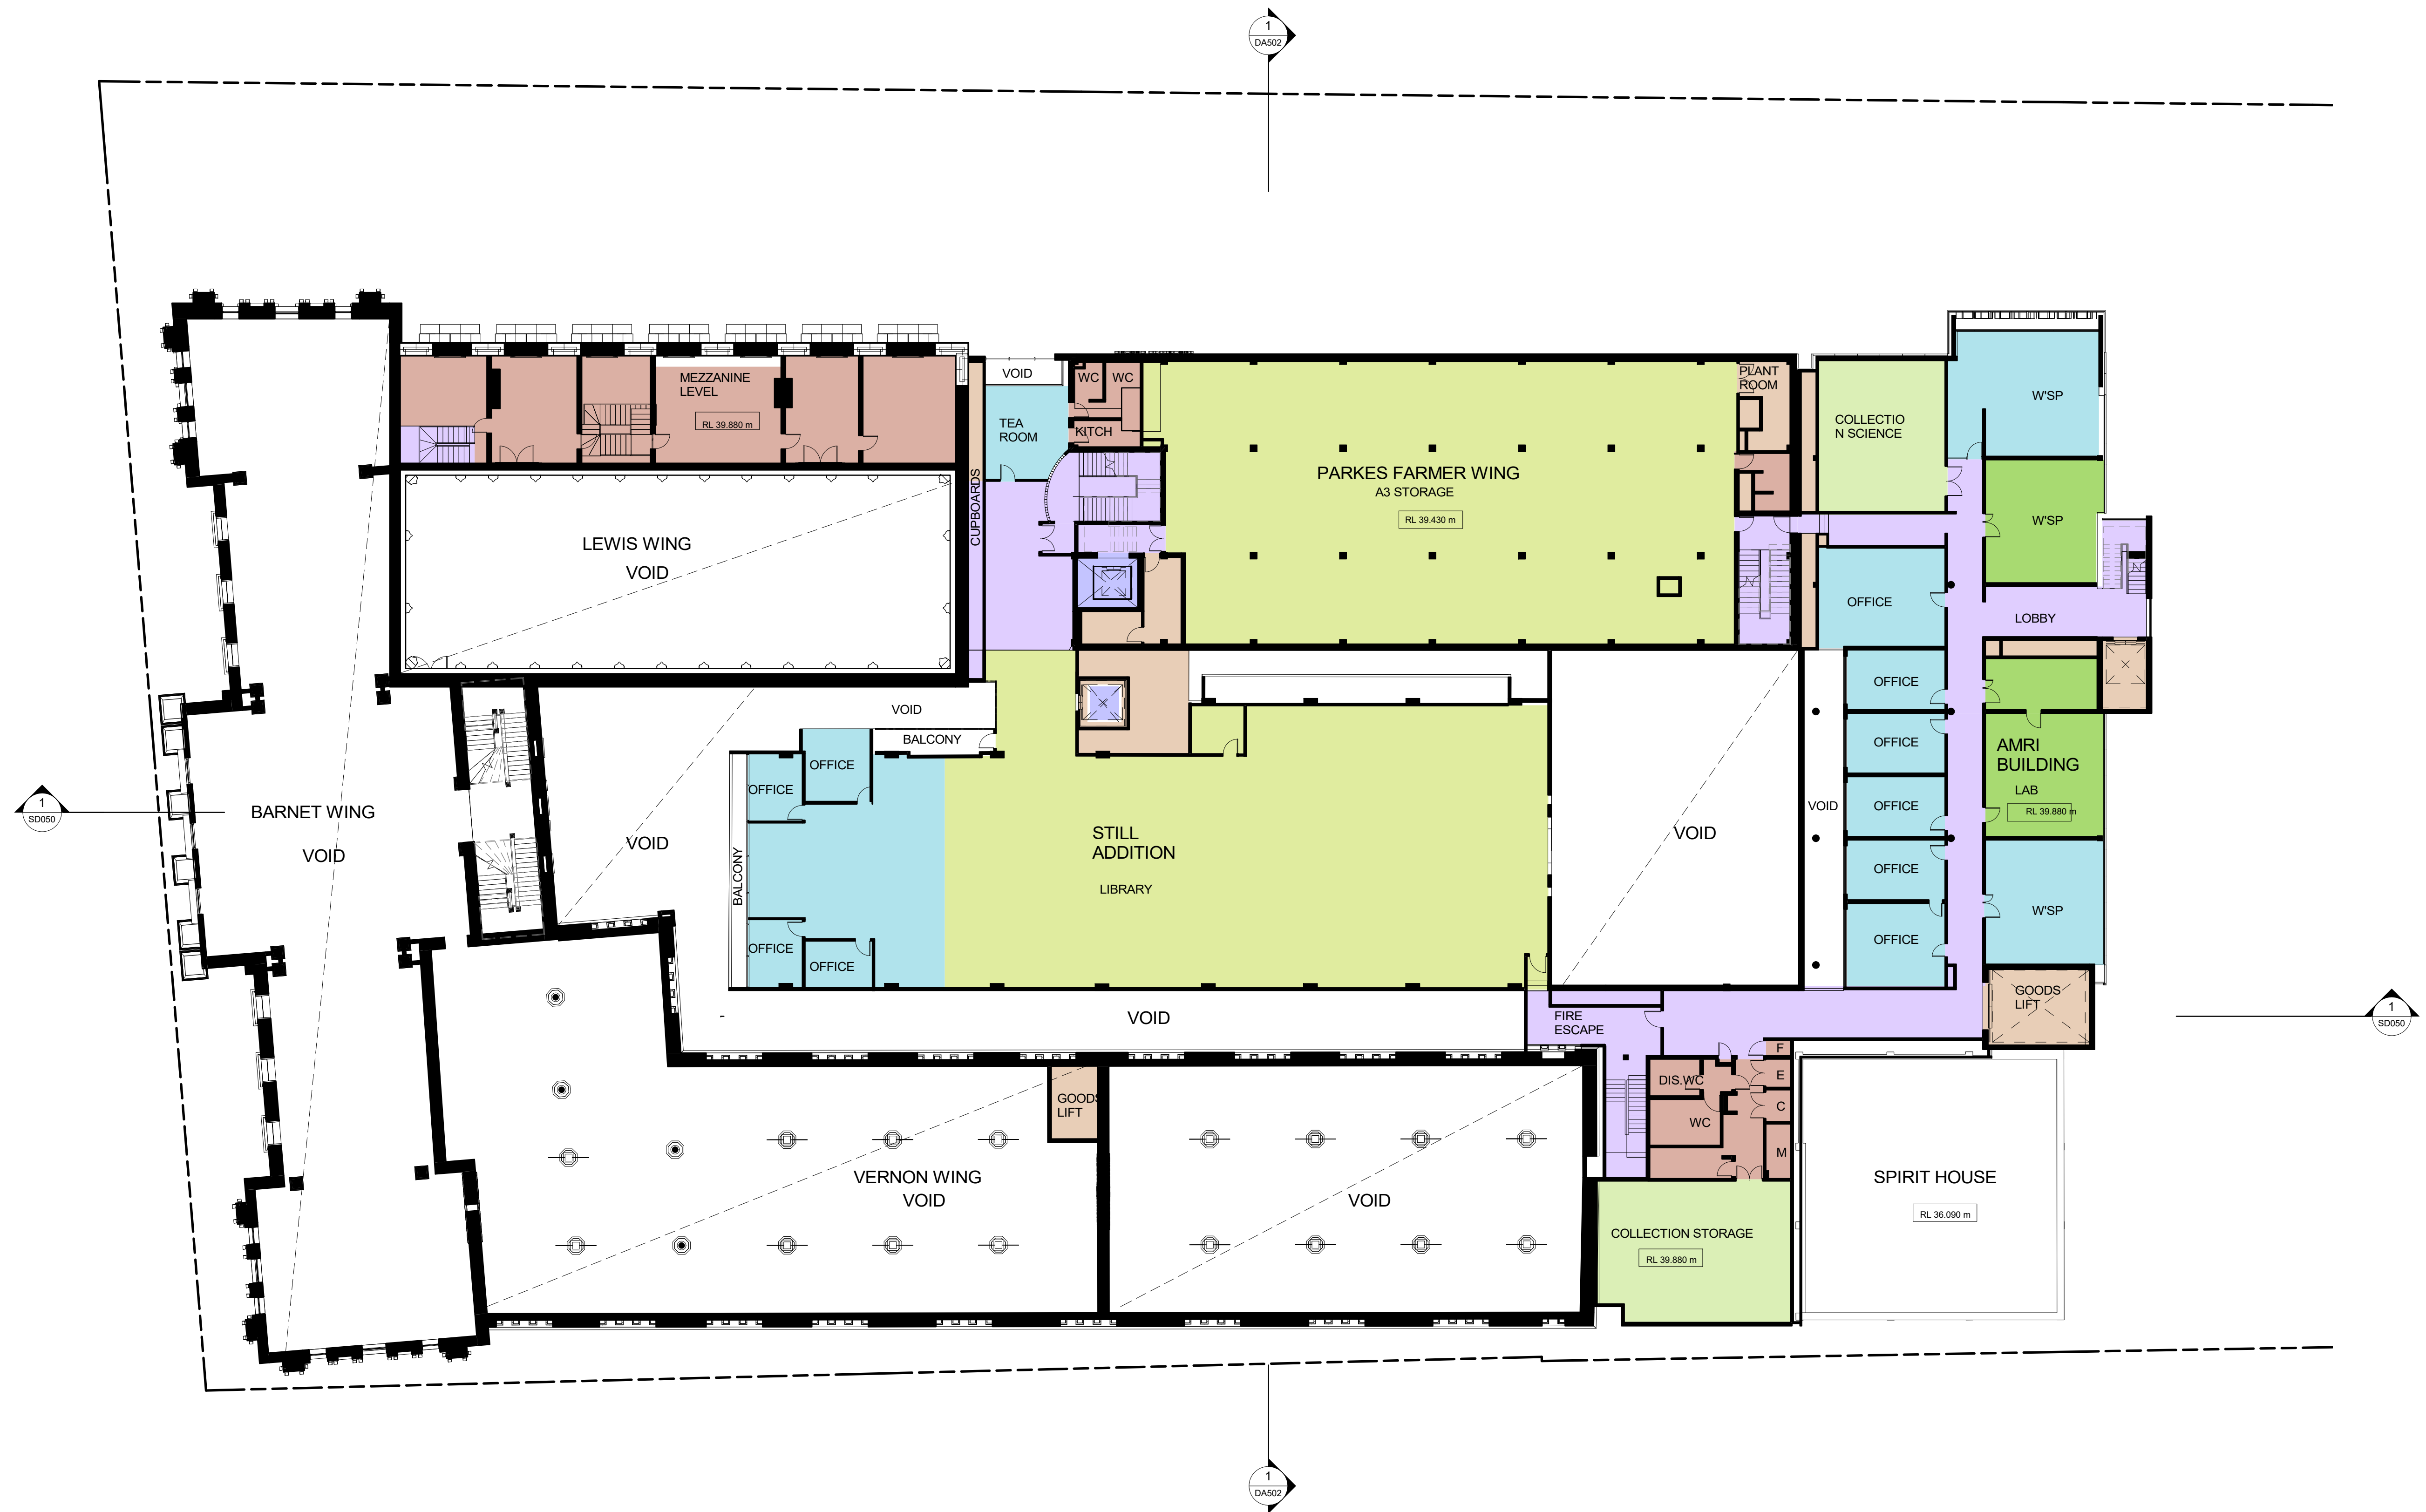 1
DA502
VOID
MEZZANINE
LEVEL
RL 39.880 m
WC
WC
KITCH
TEA
ROOM
CUPBOARDS
PLANT
ROOM
PARKES FARMER WING
A3 STORAGE
RL 39.430 m
COLLECTIO
N SCIENCE
W'SP
W'SP
LEWIS WING
VOID
OFFICE
LOBBY
OFFICE
OFFICE
OFFICE
OFFICE
OFFICE
VOID
AMRI
BUILDING
LAB
RL 39.880 m
W'SP
GOODS
LIFT
VOID
BALCONY
OFFICE
OFFICE
BALCONY
OFFICE
OFFICE
VOID
STILL
ADDITION
LIBRARY
VOID
1
SD050
BARNET WING
VOID
VOID
FIRE
ESCAPE
1
SD050
F
E
C
M
DIS.WC
WC
GOODS
LIFT
VERNON WING
VOID
VOID
COLLECTION STORAGE
RL 39.880 m
SPIRIT HOUSE
RL 36.090 m
1
DA502